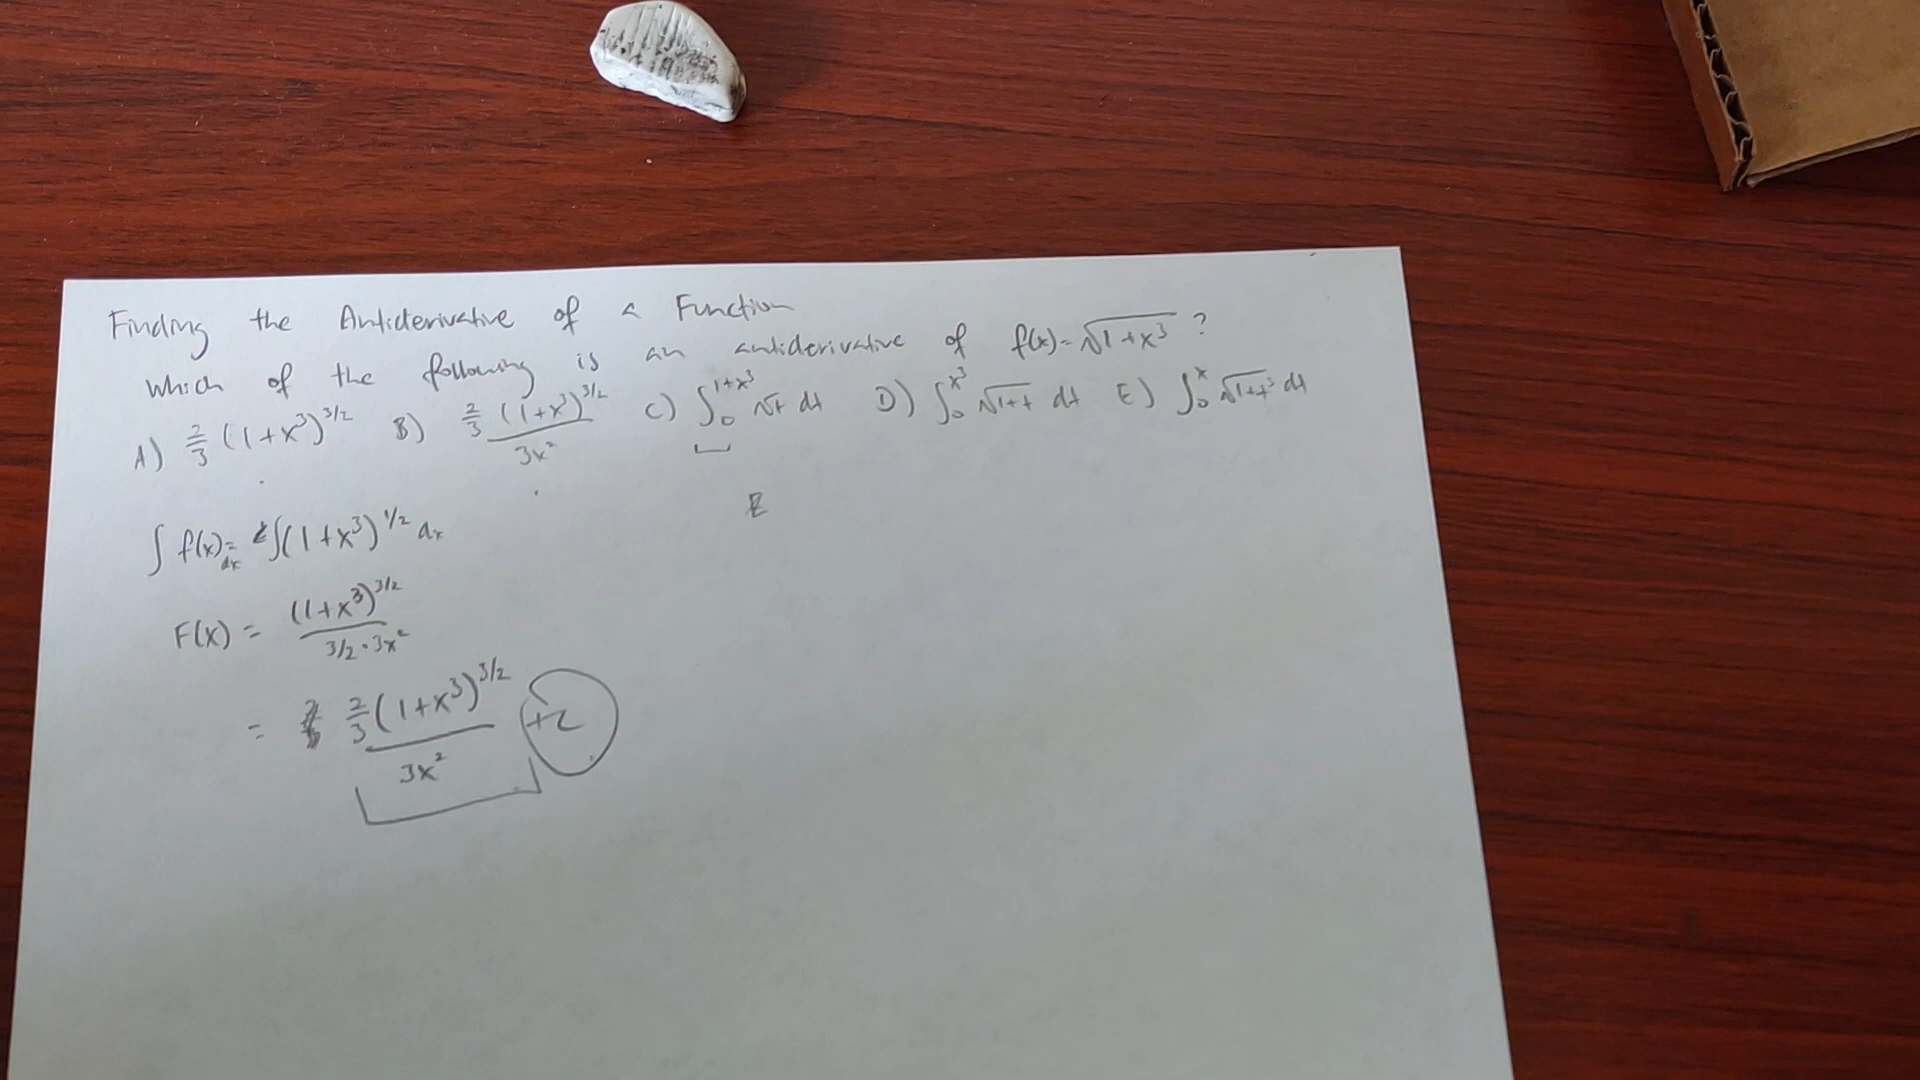 Finding the Antiderivative of a Function
Which of the following is an antiderivative of f(x)=√(1+x³) ?
A) 2/3 (1+x³)^3/2 B) 2/3 (1+x³)^3/2 / 3x² C) ∫₀^1+x³ √t dt D) ∫₀^x³ √(1+t) dt E) ∫₀^x √(1+t³) dt
∫ f(x) dx = ∫(1+x³)^1/2 dx
F(x) = (1+x³)^3/2 / 3/2 · 3x²
= 2/3 (1+x³)^3/2 / 3x² +c